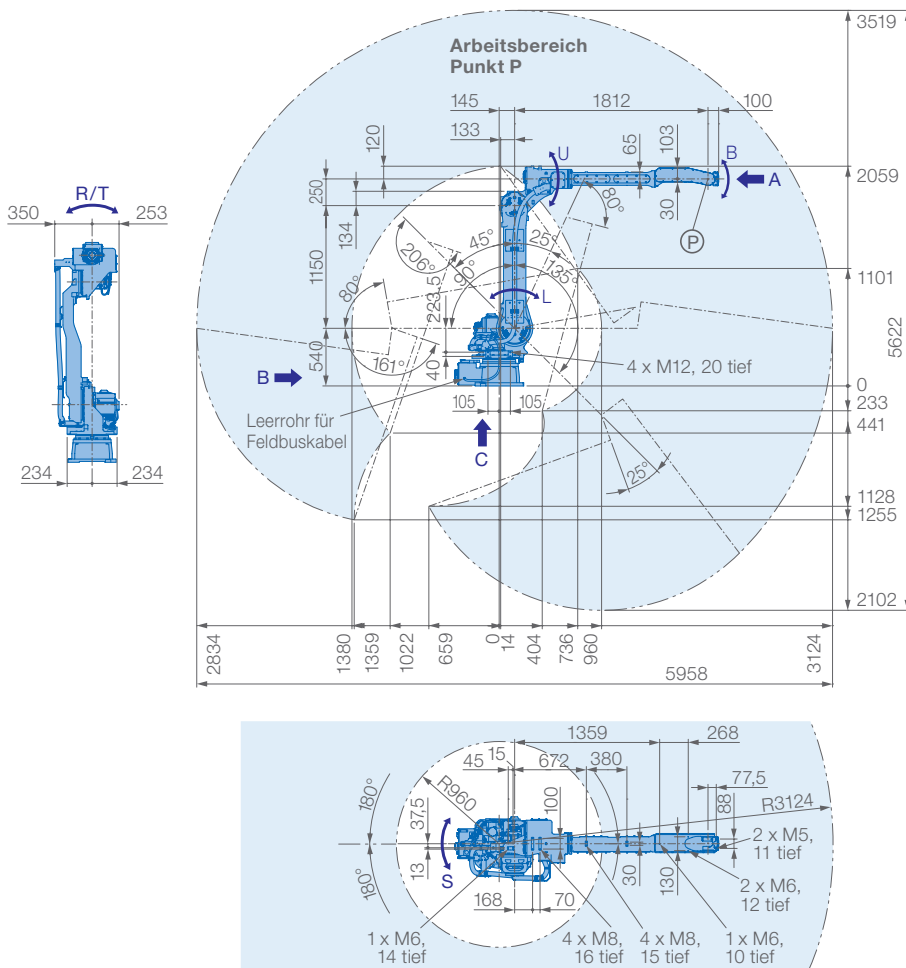 Arbeitsbereich
Punkt P
3519
145
1812
100
133
120
U
65
103
B
A
2059
250
R/T
350
253
134
30
P
80°
45°
25°
206°
90°
135°
1150
223,5
80°
L
1101
5622
540
161°
40
4 x M12, 20 tief
B
0
105
105
233
Leerrohr für
Feldbuskabel
441
C
234
234
25°
1128
1255
2102
2834
1380
1359
1022
659
0
14
404
736
960
3124
5958
1359
268
15
45
672
380
77,5
R960
R3124
180°
37,5
100
88
2 x M5,
11 tief
S
13
180°
30
130
2 x M6,
12 tief
168
70
1 x M6,
14 tief
4 x M8,
16 tief
4 x M8,
15 tief
1 x M6,
10 tief